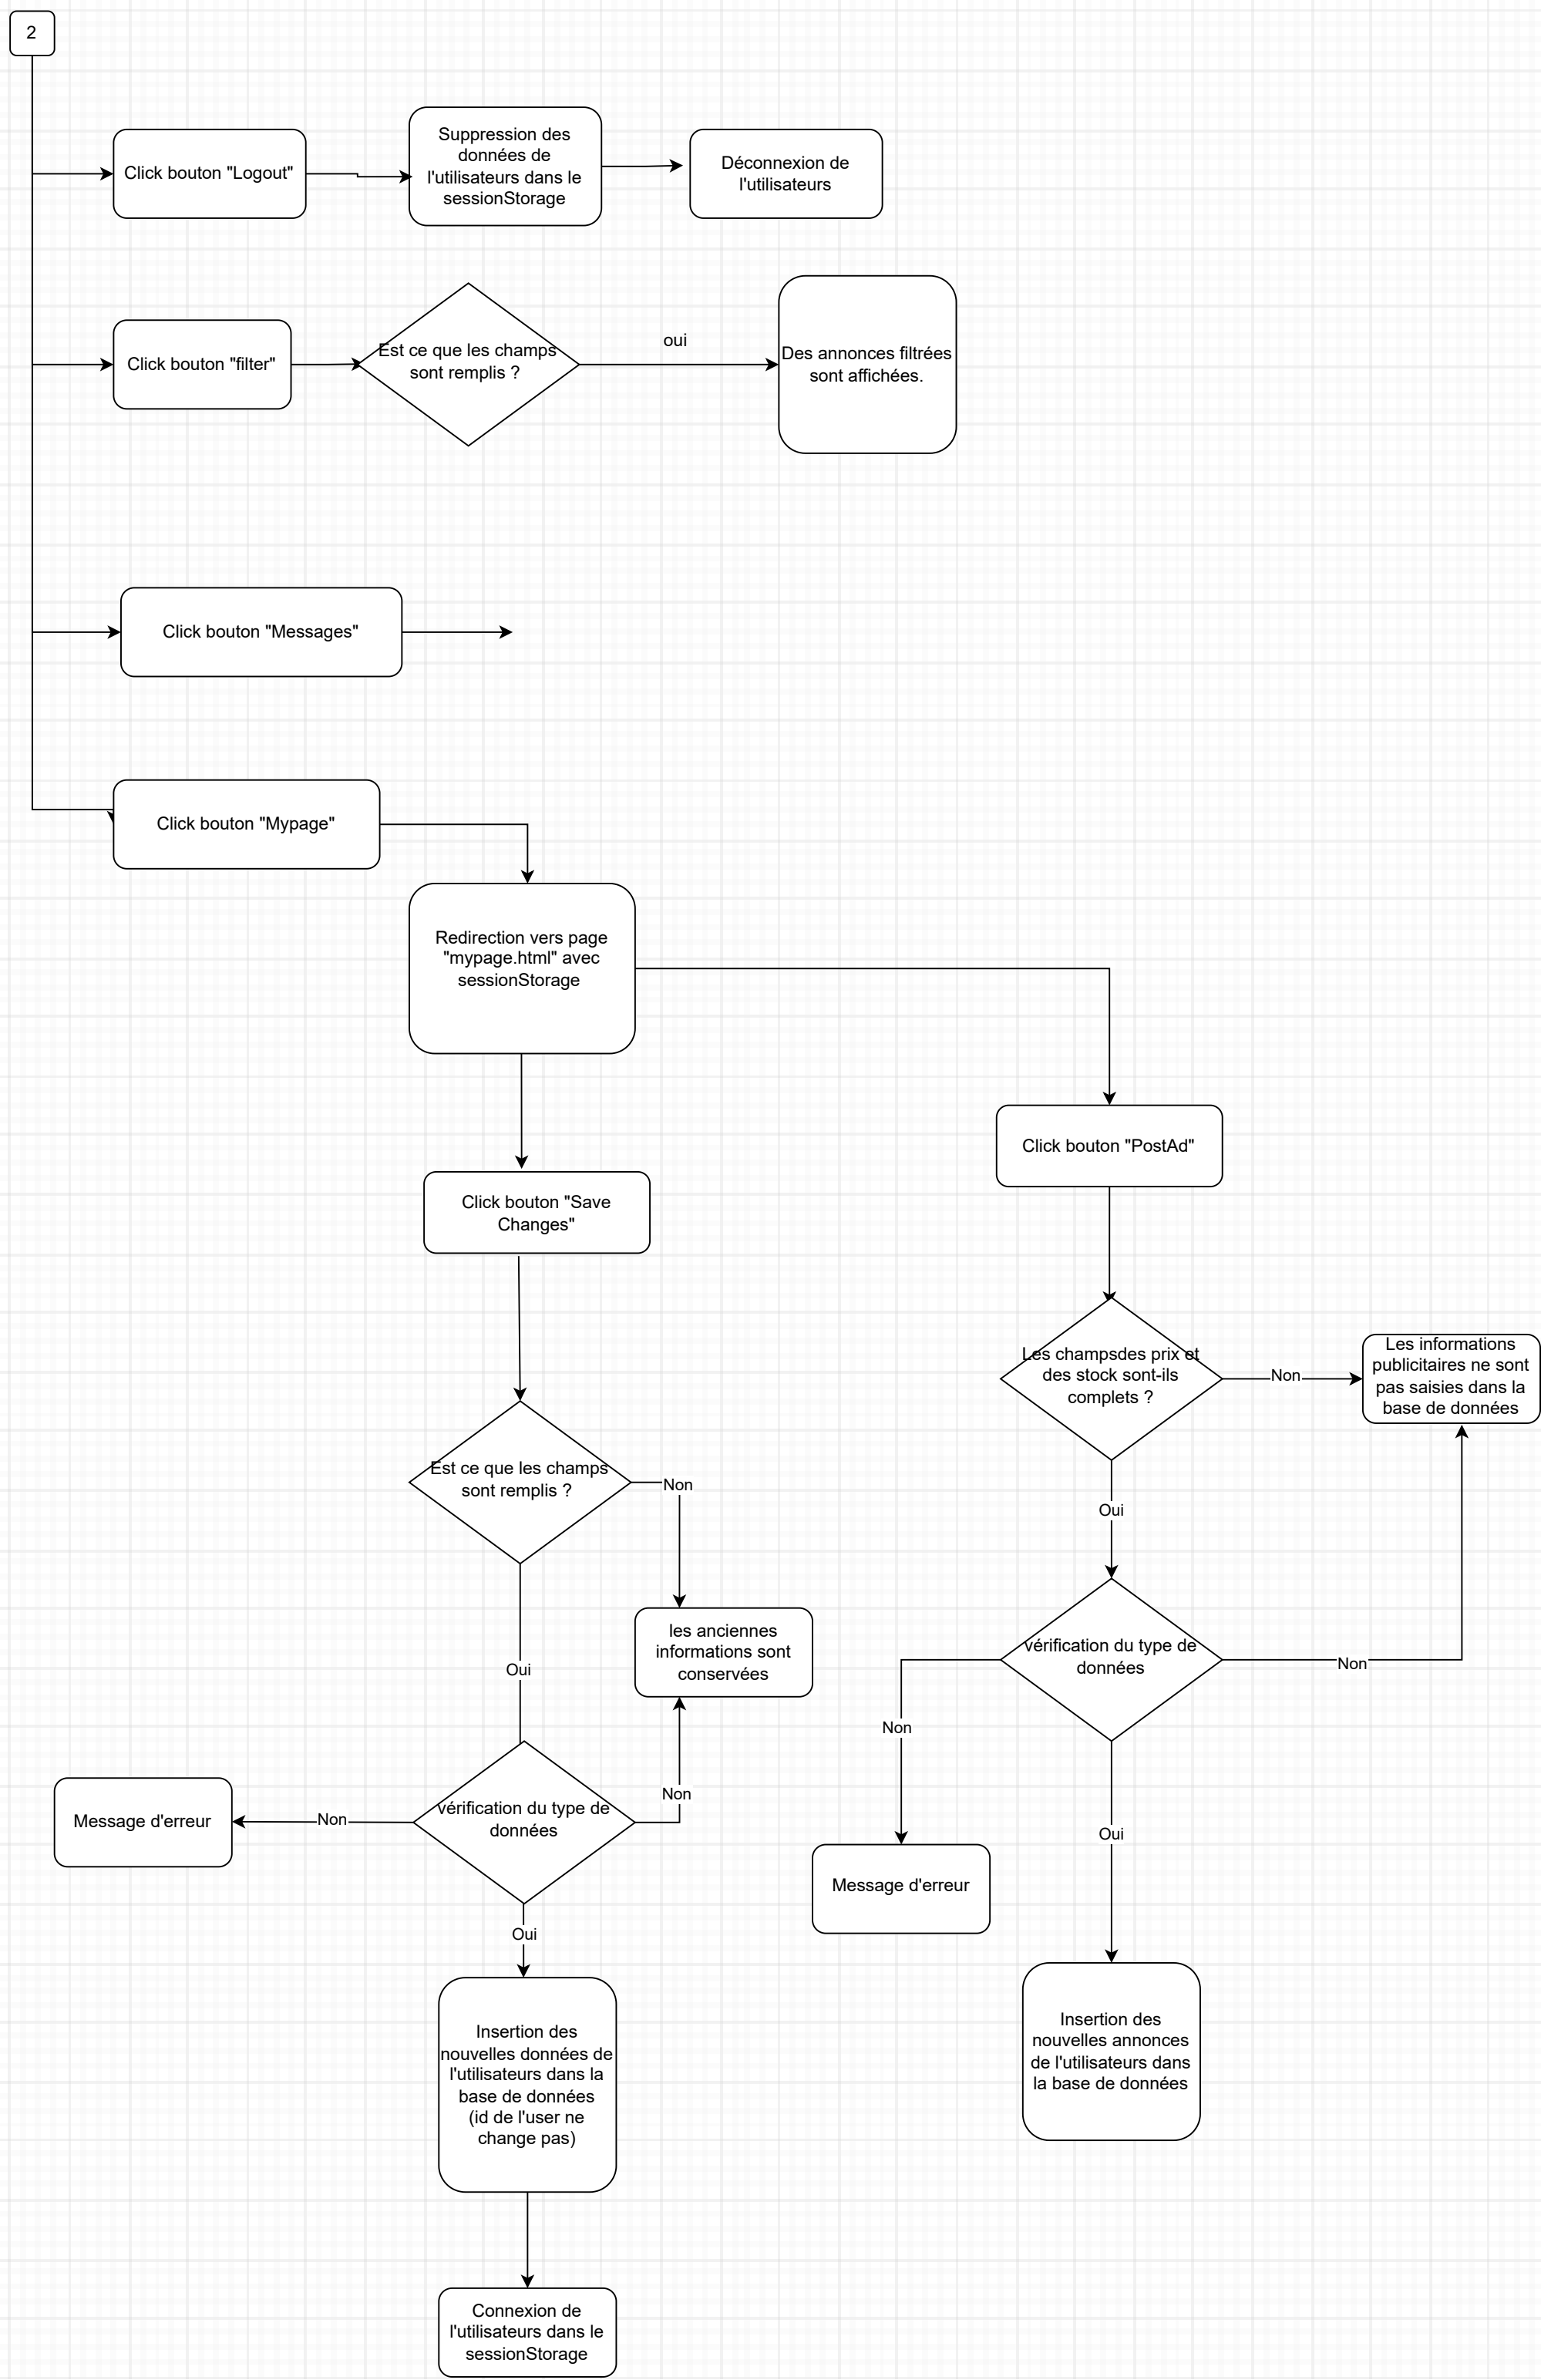 2
Click bouton "Logout"
Suppression des
données de
l'utilisateurs dans le
sessionStorage
Déconnexion de
l'utilisateurs
Click bouton "filter"
Est ce que les champs
sont remplis ?
oui
Des annonces filtrées
sont affichées.
Click bouton "Messages"
Click bouton "Mypage"
Redirection vers page
"mypage.html" avec
sessionStorage
Click bouton "PostAd"
Click bouton "Save
Changes"
Les champsdes prix et
des stock sont-ils
complets ?
Non
Les informations
publicitaires ne sont
pas saisies dans la
base de données
Est ce que les champs
sont remplis ?
Non
Oui
les anciennes
informations sont
conservées
Oui
vérification du type de
données
Non
Non
Message d'erreur
Non
vérification du type de
données
Non
Oui
Message d'erreur
Oui
Insertion des
nouvelles données de
l'utilisateurs dans la
base de données
(id de l'user ne
change pas)
Insertion des
nouvelles annonces
de l'utilisateurs dans
la base de données
Connexion de
l'utilisateurs dans le
sessionStorage